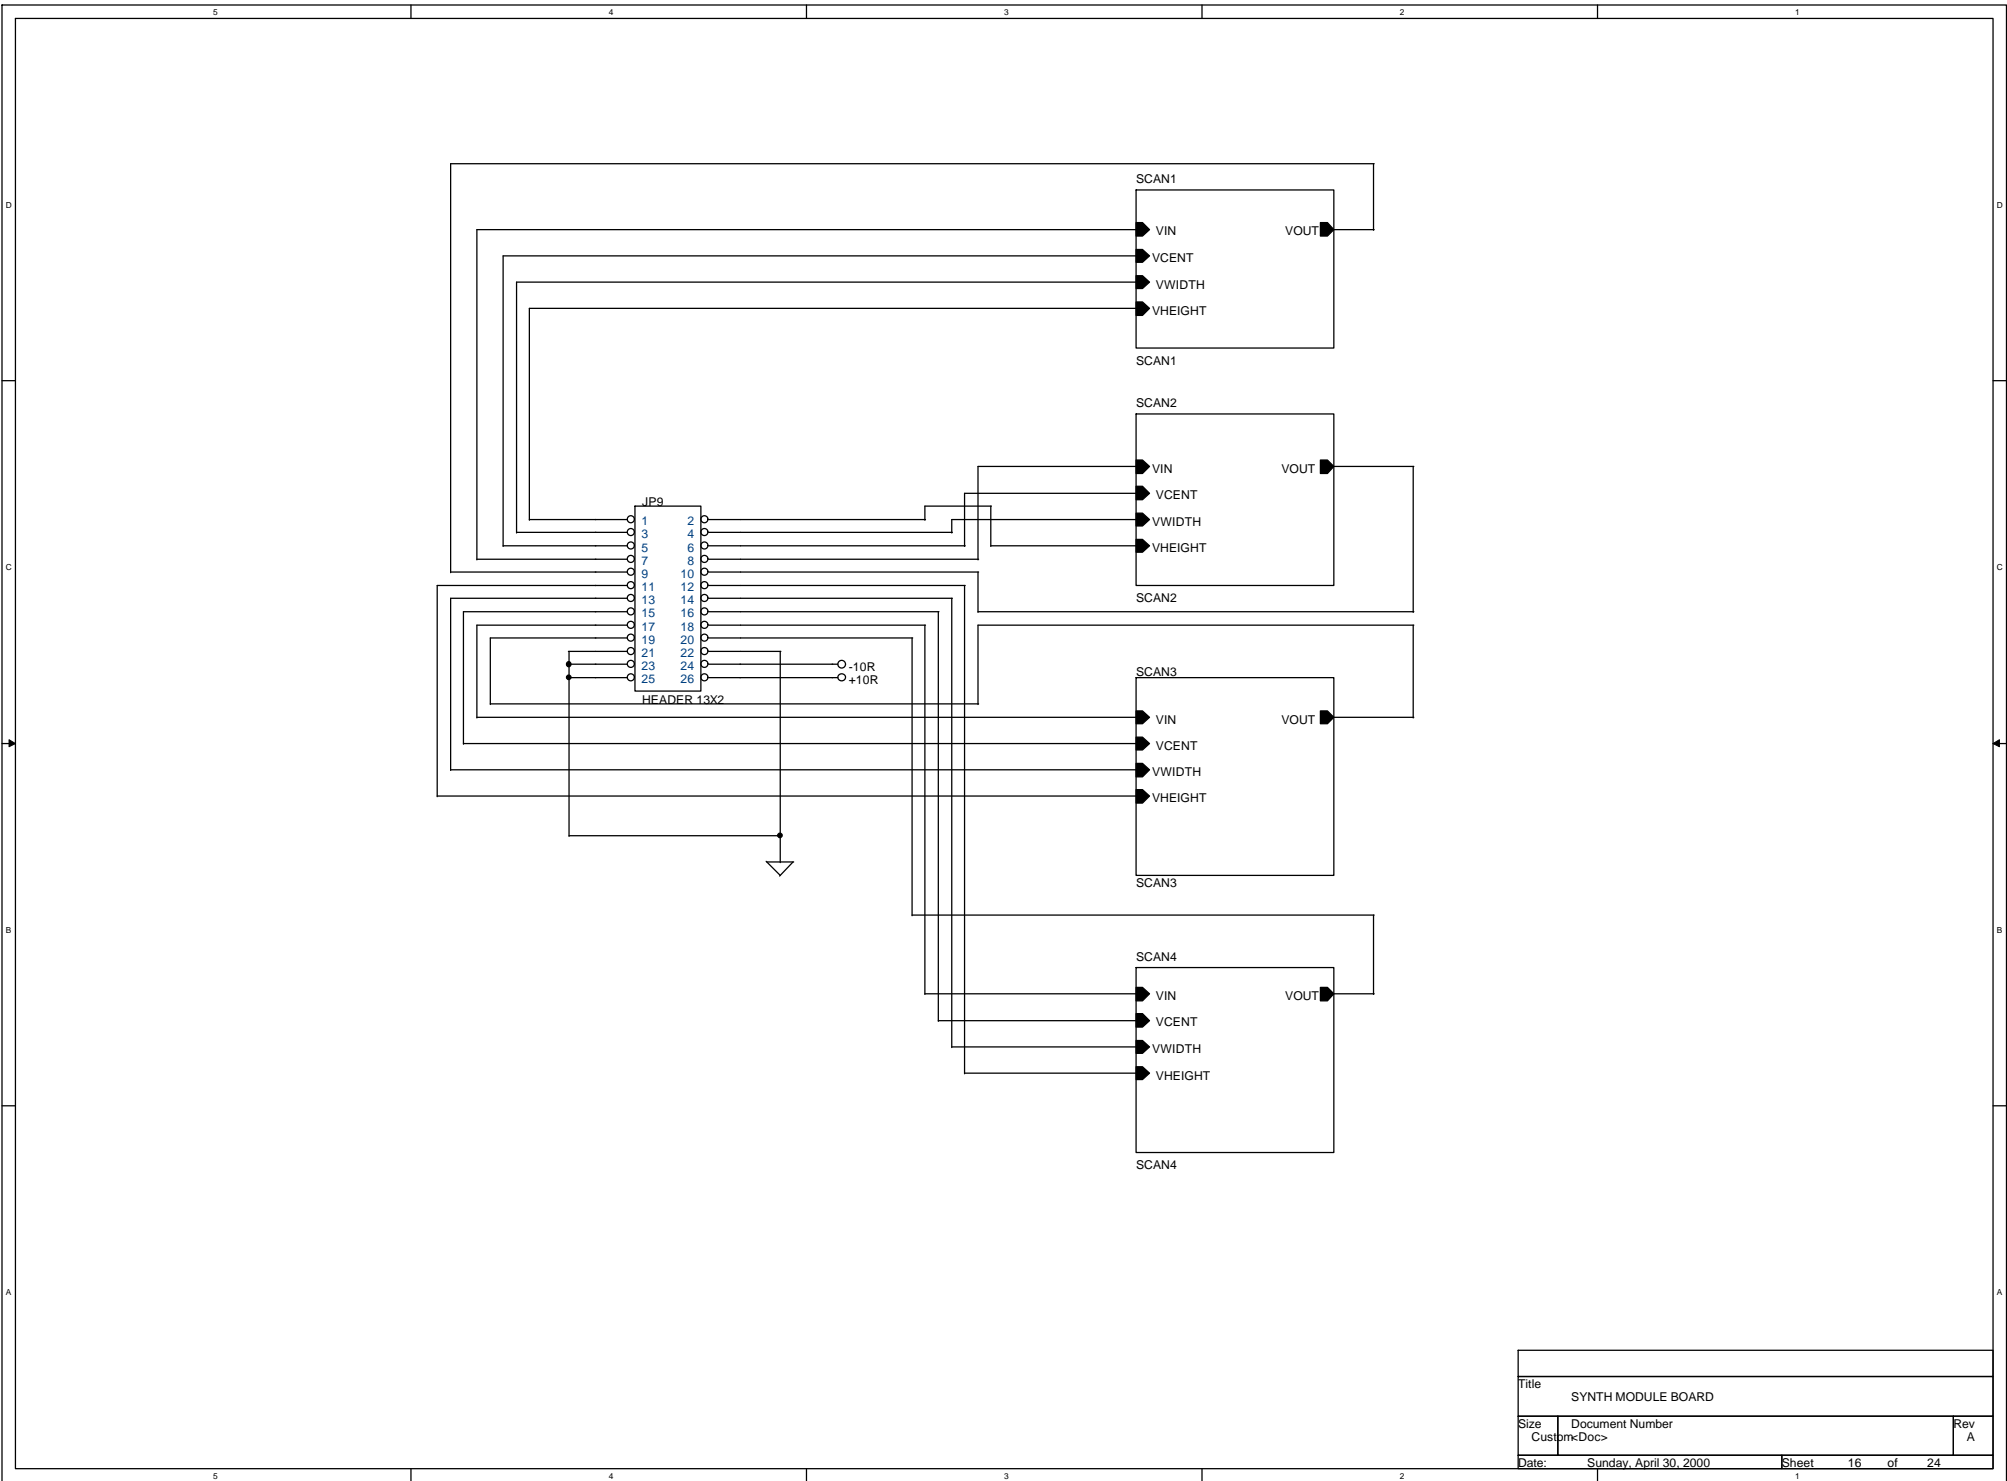 5 4 3 2 1
D D
C C
B B
A A
SCAN1
VIN VOUT
VCENT
VWIDTH
VHEIGHT
SCAN1
SCAN2
VIN VOUT
VCENT
VWIDTH
VHEIGHT
SCAN2
JP9
1 2
3 4
5 6
7 8
9 10
11 12
13 14
15 16
17 18
19 20
21 22
23 24
25 26
HEADER 13X2
-10R
+10R
SCAN3
VIN VOUT
VCENT
VWIDTH
VHEIGHT
SCAN3
SCAN4
VIN VOUT
VCENT
VWIDTH
VHEIGHT
SCAN4
Title
SYNTH MODULE BOARD
Size Document Number Rev
Custom <Doc> A
Date: Sunday, April 30, 2000 Sheet 16 of 24
5 4 3 2 1